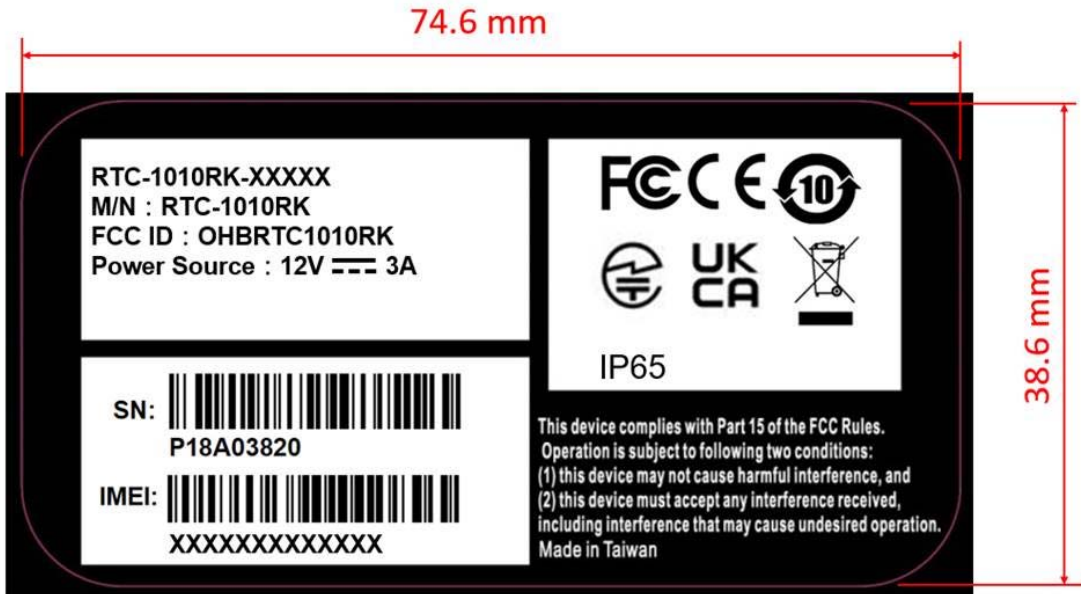 74.6 mm
RTC-1010RK-XXXXX
M/N : RTC-1010RK
FCC ID : OHBRTC1010RK
Power Source : 12V 3A
FC CE 10
UK
CA
IP65
38.6 mm
SN:
P18A03820
IMEI:
XXXXXXXXXXXXX
This device complies with Part 15 of the FCC Rules.
Operation is subject to following two conditions:
(1) this device may not cause harmful interference, and
(2) this device must accept any interference received,
including interference that may cause undesired operation.
Made in Taiwan